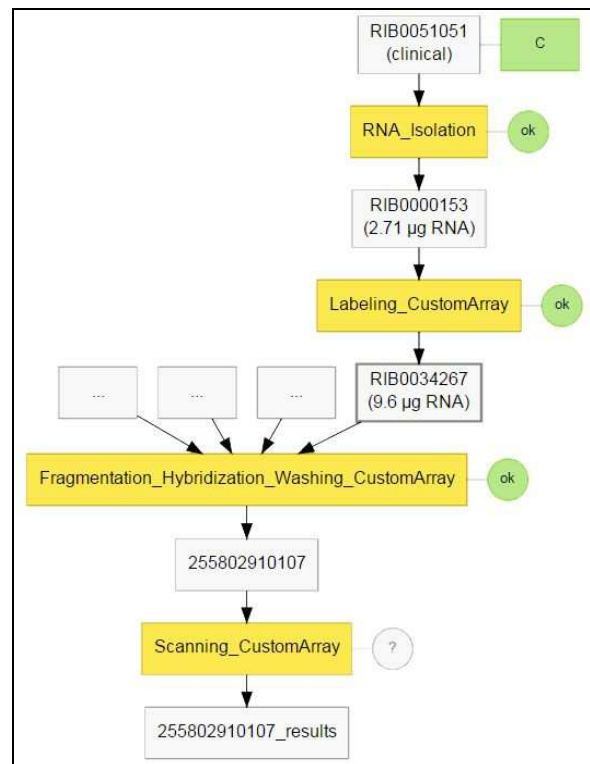 RIB0051051
(clinical)
C
RNA_Isolation
ok
RIB0000153
(2.71 µg RNA)
Labeling_CustomArray
ok
...
...
...
RIB0034267
(9.6 µg RNA)
Fragmentation_Hybridization_Washing_CustomArray
ok
255802910107
Scanning_CustomArray
?
255802910107_results